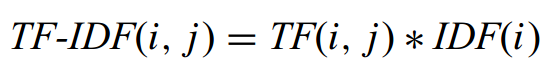 TF-IDF(i, j) = TF(i, j) * IDF(i)